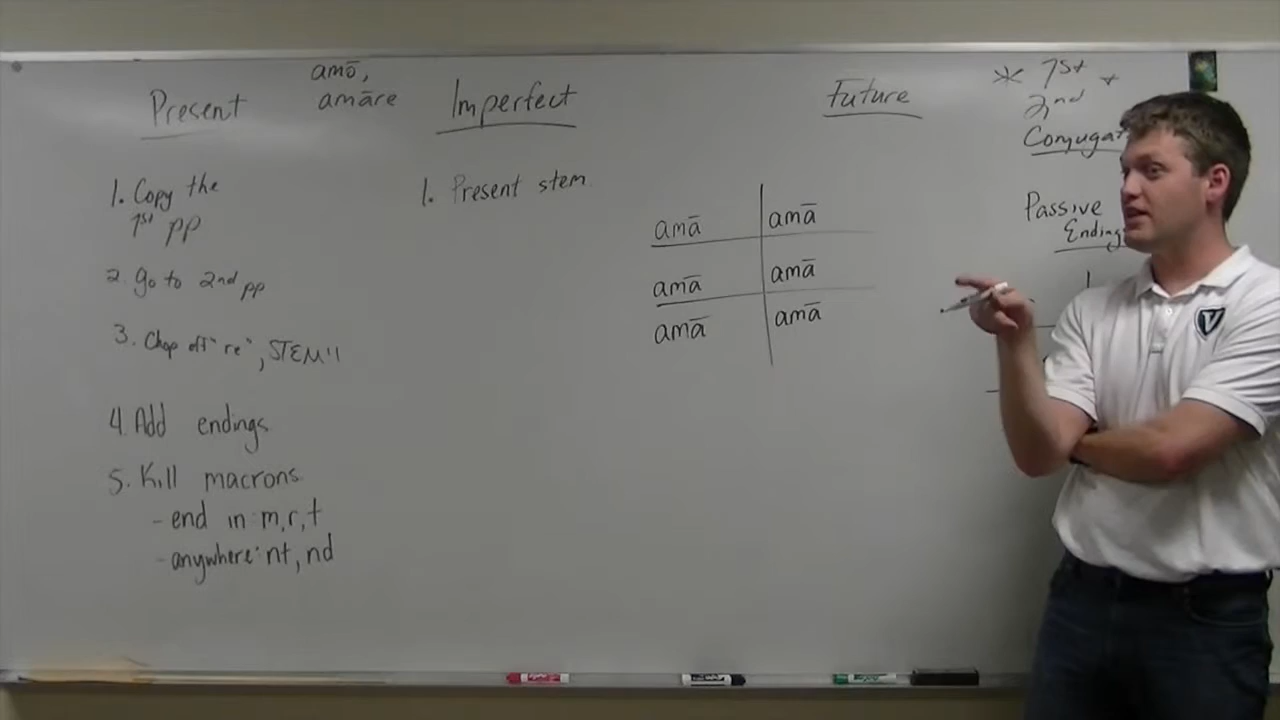 Present
amō,
amāre
1. Copy the
1st pp
2. Go to 2nd pp
3. Chop off "re", STEM!!
4. Add endings
5. Kill macrons
- end in: m, r, t
- anywhere: nt, nd
Imperfect
1. Present stem
amā amā
amā amā
amā amā
Future
* 1st +
2nd
Conjugat
Passive
Ending
V